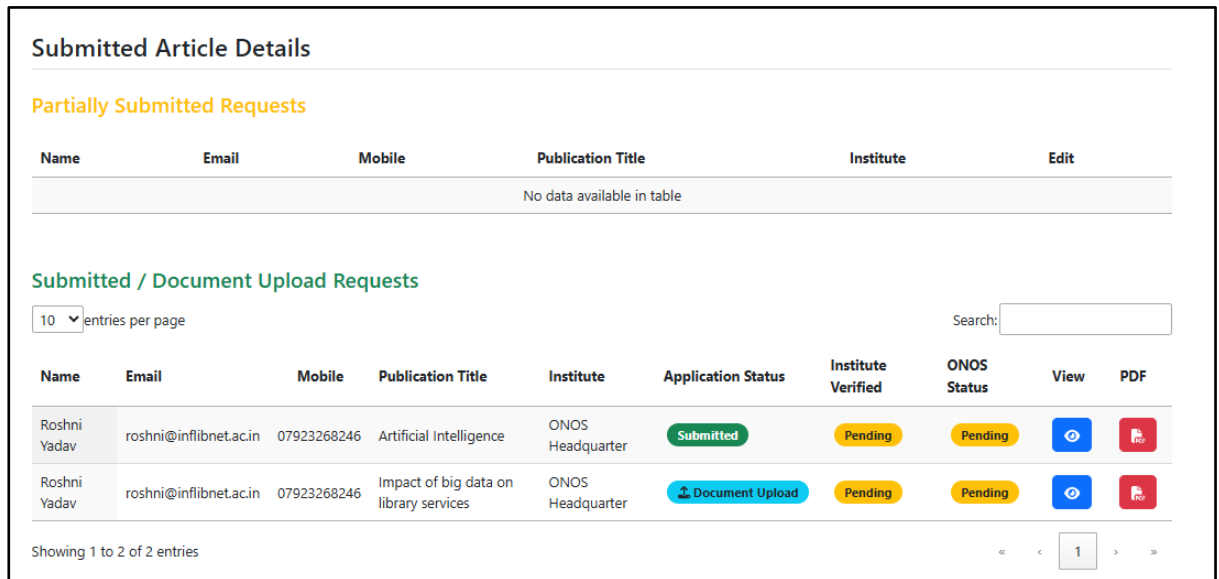 Submitted Article Details
Partially Submitted Requests
Name Email Mobile Publication Title Institute Edit
No data available in table
Submitted / Document Upload Requests
10 entries per page Search:
Name Email Mobile Publication Title Institute Application Status Institute Verified ONOS Status View PDF
Roshni Yadav roshni@inflibnet.ac.in 07923268246 Artificial Intelligence ONOS Headquarter Submitted Pending Pending PDF
Roshni Yadav roshni@inflibnet.ac.in 07923268246 Impact of big data on library services ONOS Headquarter Document Upload Pending Pending PDF
Showing 1 to 2 of 2 entries « ‹ 1 › »